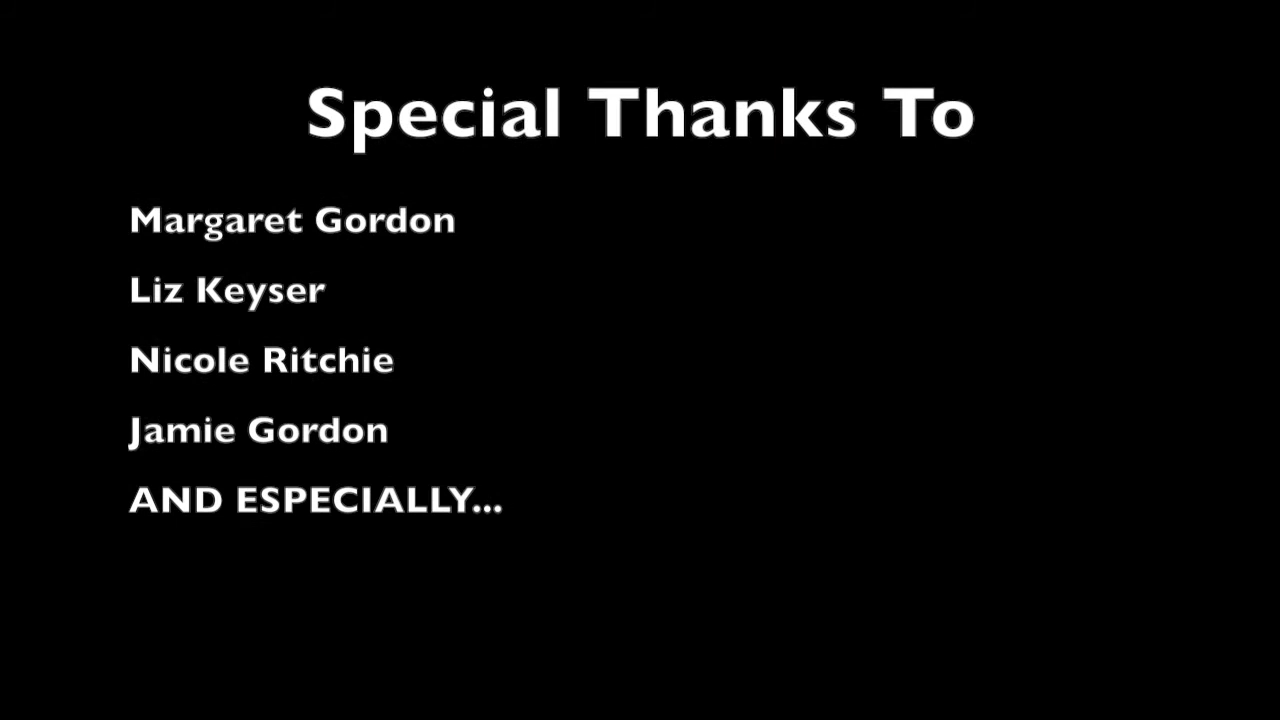 Special Thanks To
Margaret Gordon
Liz Keyser
Nicole Ritchie
Jamie Gordon
AND ESPECIALLY...